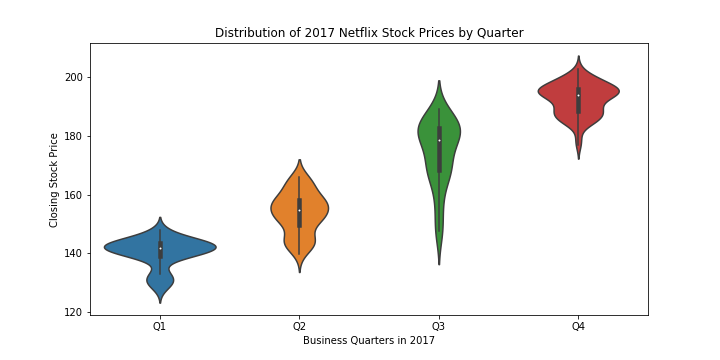 Distribution of 2017 Netflix Stock Prices by Quarter
Closing Stock Price
200
180
160
140
120
Q1 Q2 Q3 Q4
Business Quarters in 2017